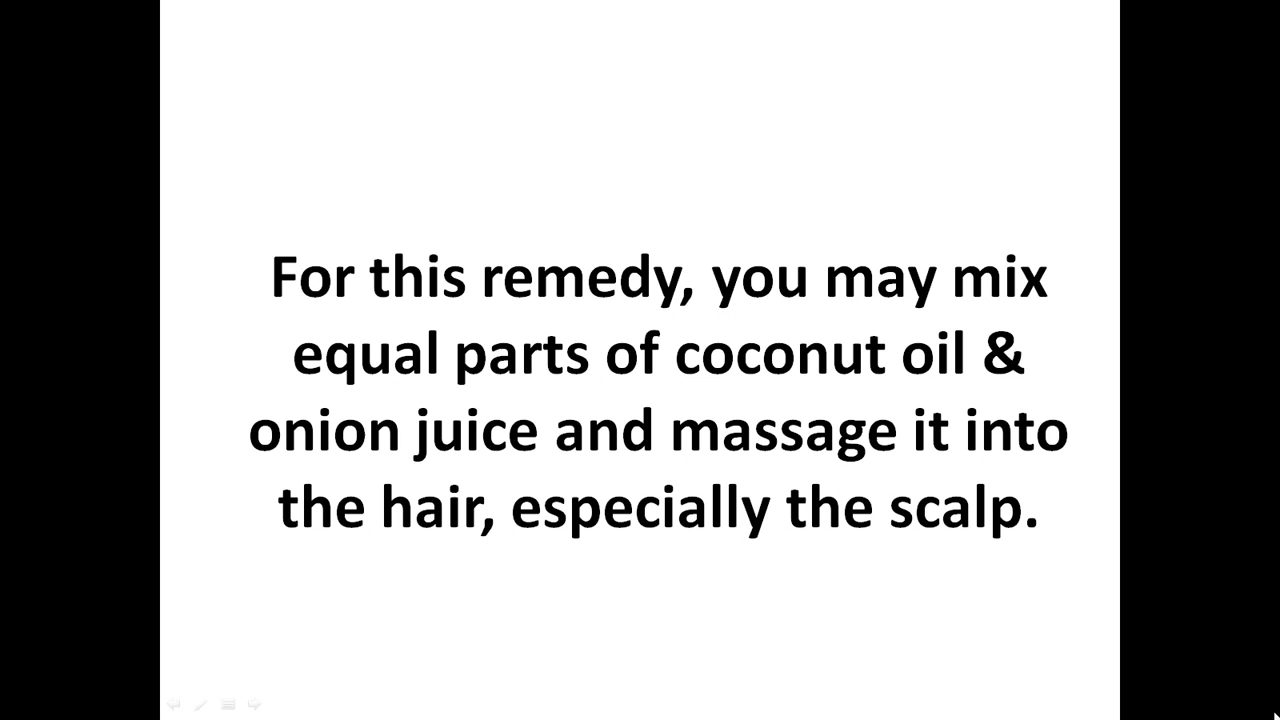 For this remedy, you may mix
equal parts of coconut oil &
onion juice and massage it into
the hair, especially the scalp.